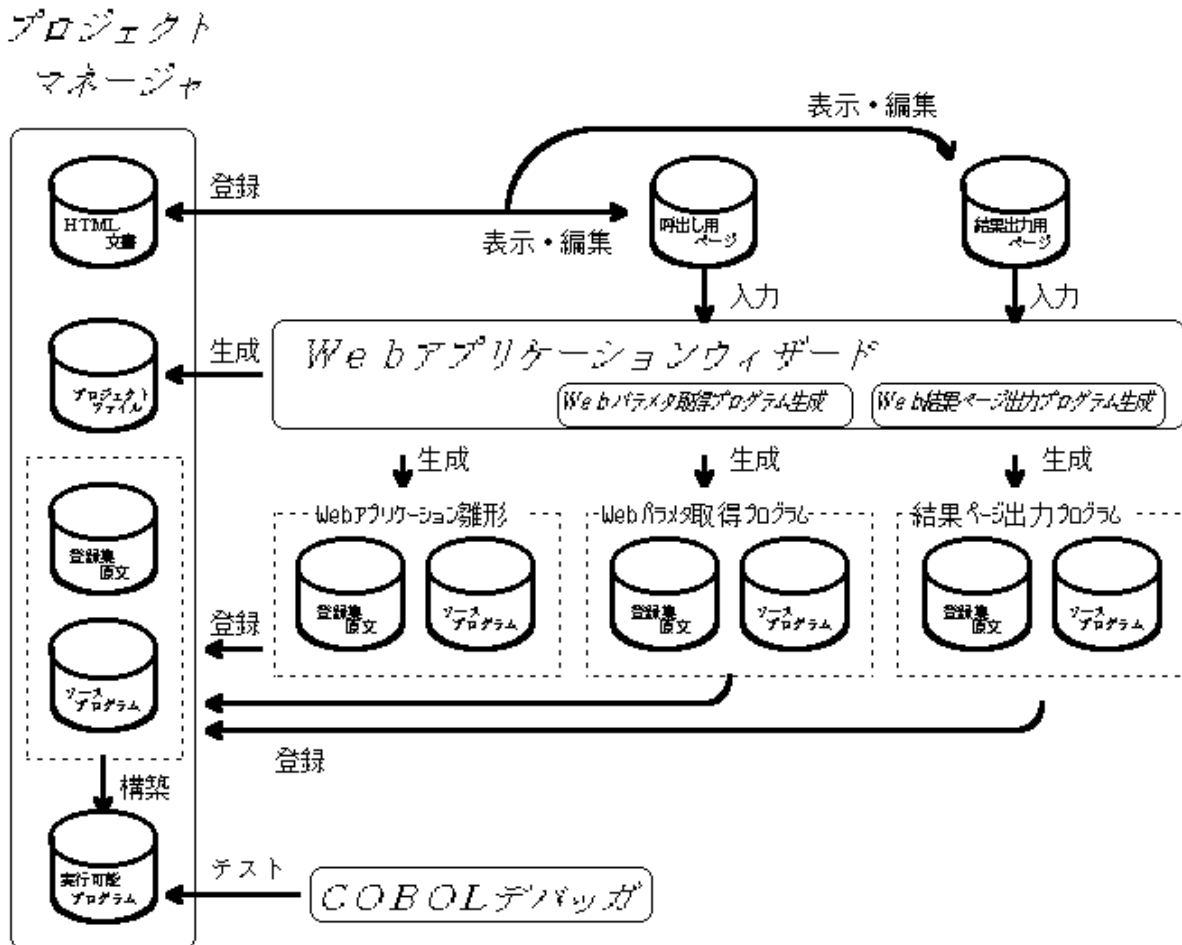 プロジェクト
マネージャ
表示・編集
登録
HTML
文書
表示・編集
呼出し用
ページ
結果出力用
ページ
入力
入力
生成
プロジェクト
ファイル
Webアプリケーションウィザード
Webパラメタ取得プログラム生成
Web結果ページ出力プログラム生成
生成
生成
生成
登録集
原文
Webアプリケーション雛形
Webパラメタ取得プログラム
結果ページ出力プログラム
登録集
原文
ソース
プログラム
登録集
原文
ソース
プログラム
登録集
原文
ソース
プログラム
登録
ソース
プログラム
登録
構築
実行可能
プログラム
テスト
COBOLデバッガ